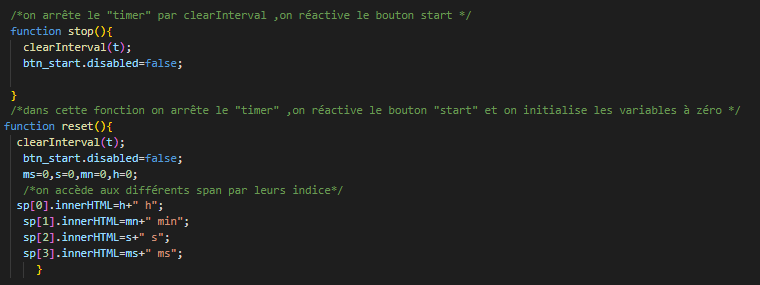 /*on arrête le "timer" par clearInterval ,on réactive le bouton start */
function stop(){
clearInterval(t);
btn_start.disabled=false;
}
/*dans cette fonction on arrête le "timer" ,on réactive le bouton "start" et on initialise les variables à zéro */
function reset(){
clearInterval(t);
btn_start.disabled=false;
ms=0,s=0,mn=0,h=0;
/*on accède aux différents span par leurs indice*/
sp[0].innerHTML=h+" h";
sp[1].innerHTML=mn+" min";
sp[2].innerHTML=s+" s";
sp[3].innerHTML=ms+" ms";
}